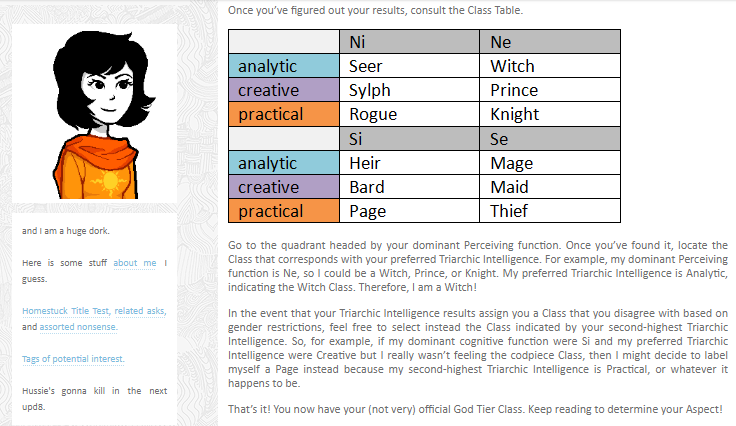 Once you've figured out your results, consult the Class Table.
Ni Ne
analytic Seer Witch
creative Sylph Prince
practical Rogue Knight
Si Se
analytic Heir Mage
creative Bard Maid
practical Page Thief
Go to the quadrant headed by your dominant Perceiving function. Once you've found it, locate the
Class that corresponds with your preferred Triarchic Intelligence. For example, my dominant Perceiving
function is Ne, so I could be a Witch, Prince, or Knight. My preferred Triarchic Intelligence is Analytic,
indicating the Witch Class. Therefore, I am a Witch!
In the event that your Triarchic Intelligence results assign you a Class that you disagree with based on
gender restrictions, feel free to select instead the Class indicated by your second-highest Triarchic
Intelligence. So, for example, if my dominant cognitive function were Si and my preferred Triarchic
Intelligence were Creative but I really wasn't feeling the codpiece Class, then I might decide to label
myself a Page instead because my second-highest Triarchic Intelligence is Practical, or whatever it
happens to be.
That's it! You now have your (not very) official God Tier Class. Keep reading to determine your Aspect!
and I am a huge dork.
Here is some stuff about me I
guess.
Homestuck Title Test, related asks,
and assorted nonsense.
Tags of potential interest.
Hussie's gonna kill in the next
upd8.